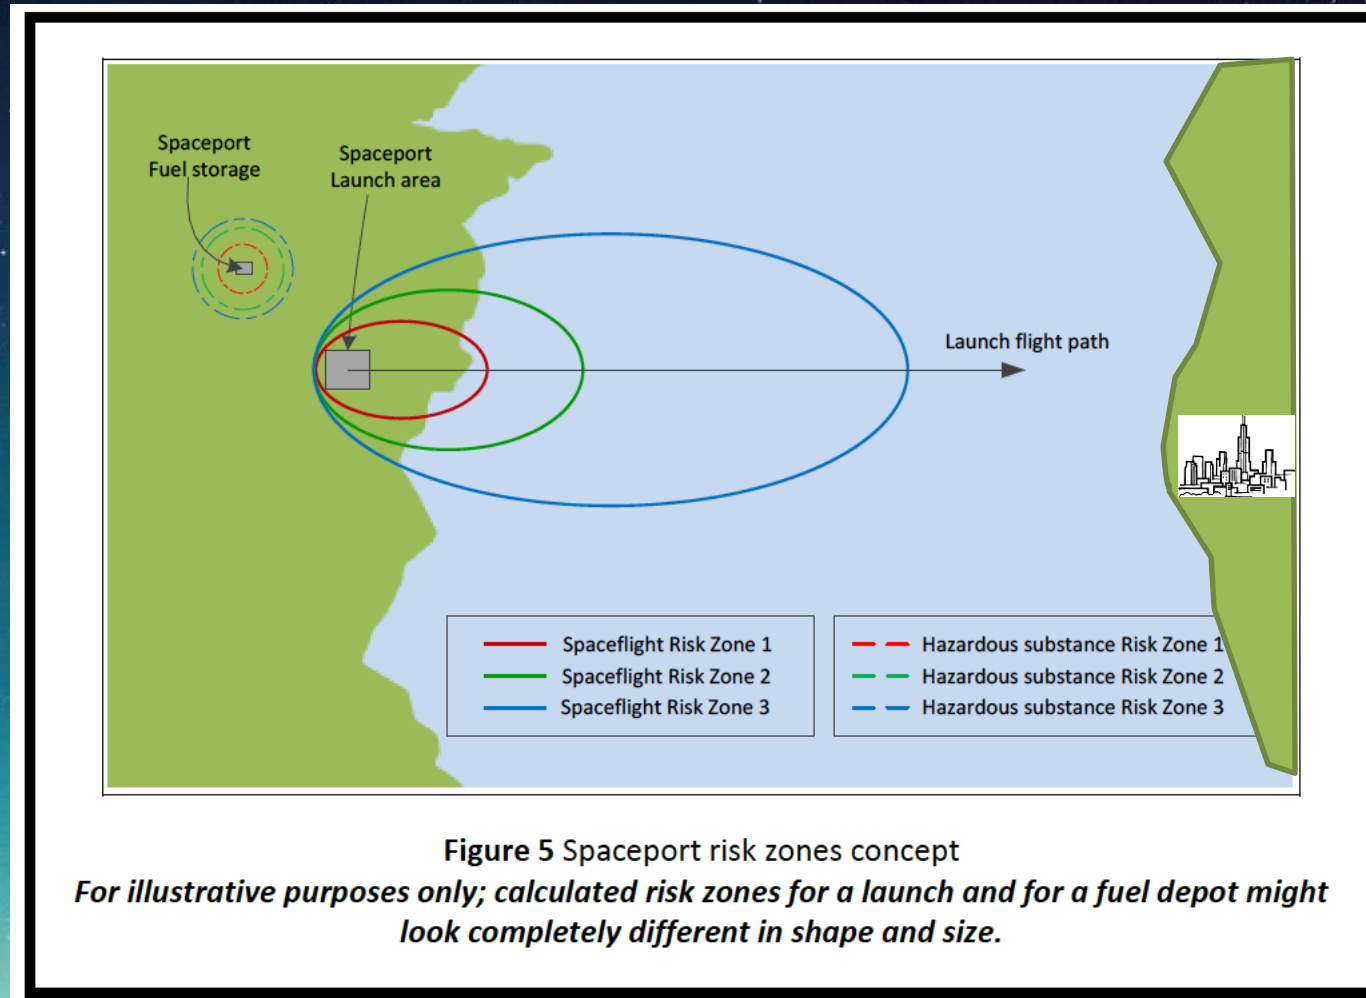 Spaceport
Fuel storage
Spaceport
Launch area
Launch flight path
Spaceflight Risk Zone 1
Spaceflight Risk Zone 2
Spaceflight Risk Zone 3
Hazardous substance Risk Zone 1
Hazardous substance Risk Zone 2
Hazardous substance Risk Zone 3
Figure 5 Spaceport risk zones concept
For illustrative purposes only; calculated risk zones for a launch and for a fuel depot might
look completely different in shape and size.